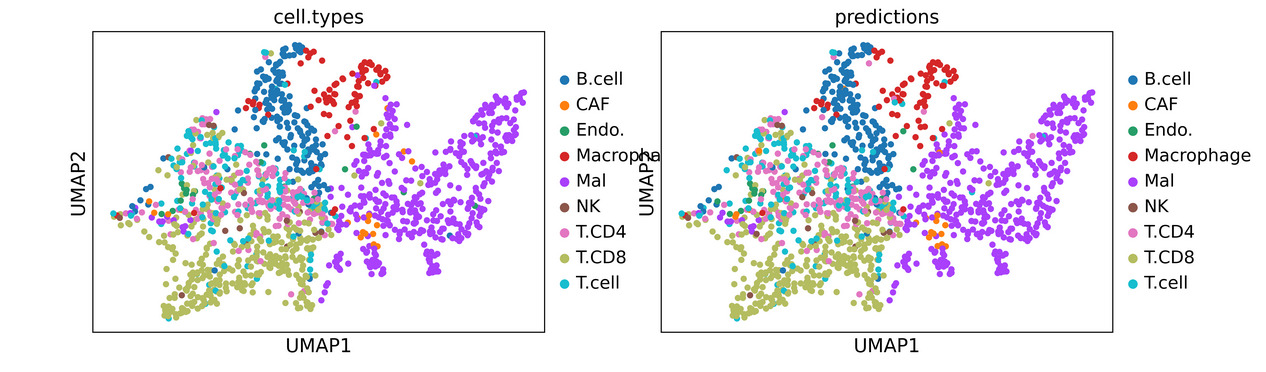 cell.types
B.cell
CAF
Endo.
Macropha
Mal
NK
T.CD4
T.CD8
T.cell
UMAP2
UMAP1
predictions
B.cell
CAF
Endo.
Macrophage
Mal
NK
T.CD4
T.CD8
T.cell
UMAP2
UMAP1